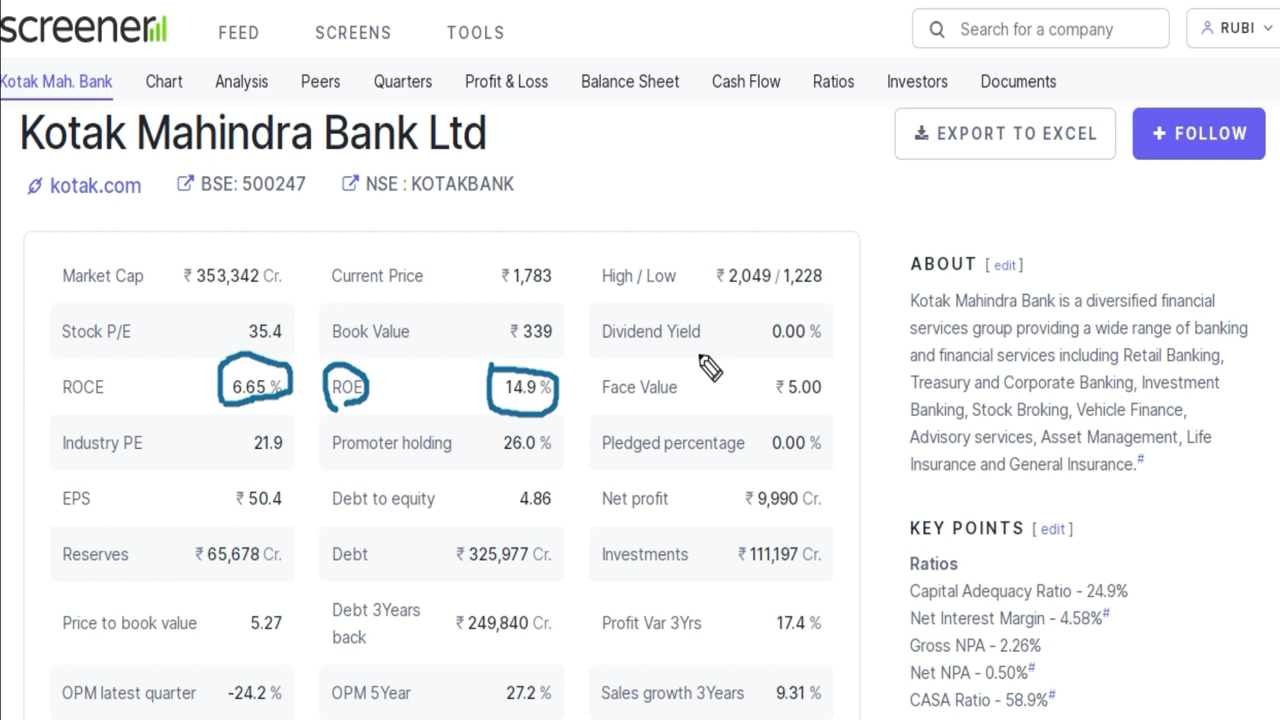 screener
FEED SCREENS TOOLS
Search for a company
RUBI
Kotak Mah. Bank Chart Analysis Peers Quarters Profit & Loss Balance Sheet Cash Flow Ratios Investors Documents
Kotak Mahindra Bank Ltd
EXPORT TO EXCEL
+ FOLLOW
kotak.com BSE: 500247 NSE : KOTAKBANK
Market Cap ₹ 353,342 Cr. Current Price ₹ 1,783 High / Low ₹ 2,049 / 1,228
Stock P/E 35.4 Book Value ₹ 339 Dividend Yield 0.00 %
ROCE 6.65 % ROE 14.9 % Face Value ₹ 5.00
Industry PE 21.9 Promoter holding 26.0 % Pledged percentage 0.00 %
EPS ₹ 50.4 Debt to equity 4.86 Net profit ₹ 9,990 Cr.
Reserves ₹ 65,678 Cr. Debt ₹ 325,977 Cr. Investments ₹ 111,197 Cr.
Price to book value 5.27 Debt 3Years back ₹ 249,840 Cr. Profit Var 3Yrs 17.4 %
OPM latest quarter -24.2 % OPM 5Year 27.2 % Sales growth 3Years 9.31 %
ABOUT [ edit ]
Kotak Mahindra Bank is a diversified financial
services group providing a wide range of banking
and financial services including Retail Banking,
Treasury and Corporate Banking, Investment
Banking, Stock Broking, Vehicle Finance,
Advisory services, Asset Management, Life
Insurance and General Insurance.#
KEY POINTS [ edit ]
Ratios
Capital Adequacy Ratio - 24.9%
Net Interest Margin - 4.58%#
Gross NPA - 2.26%
Net NPA - 0.50%#
CASA Ratio - 58.9%#